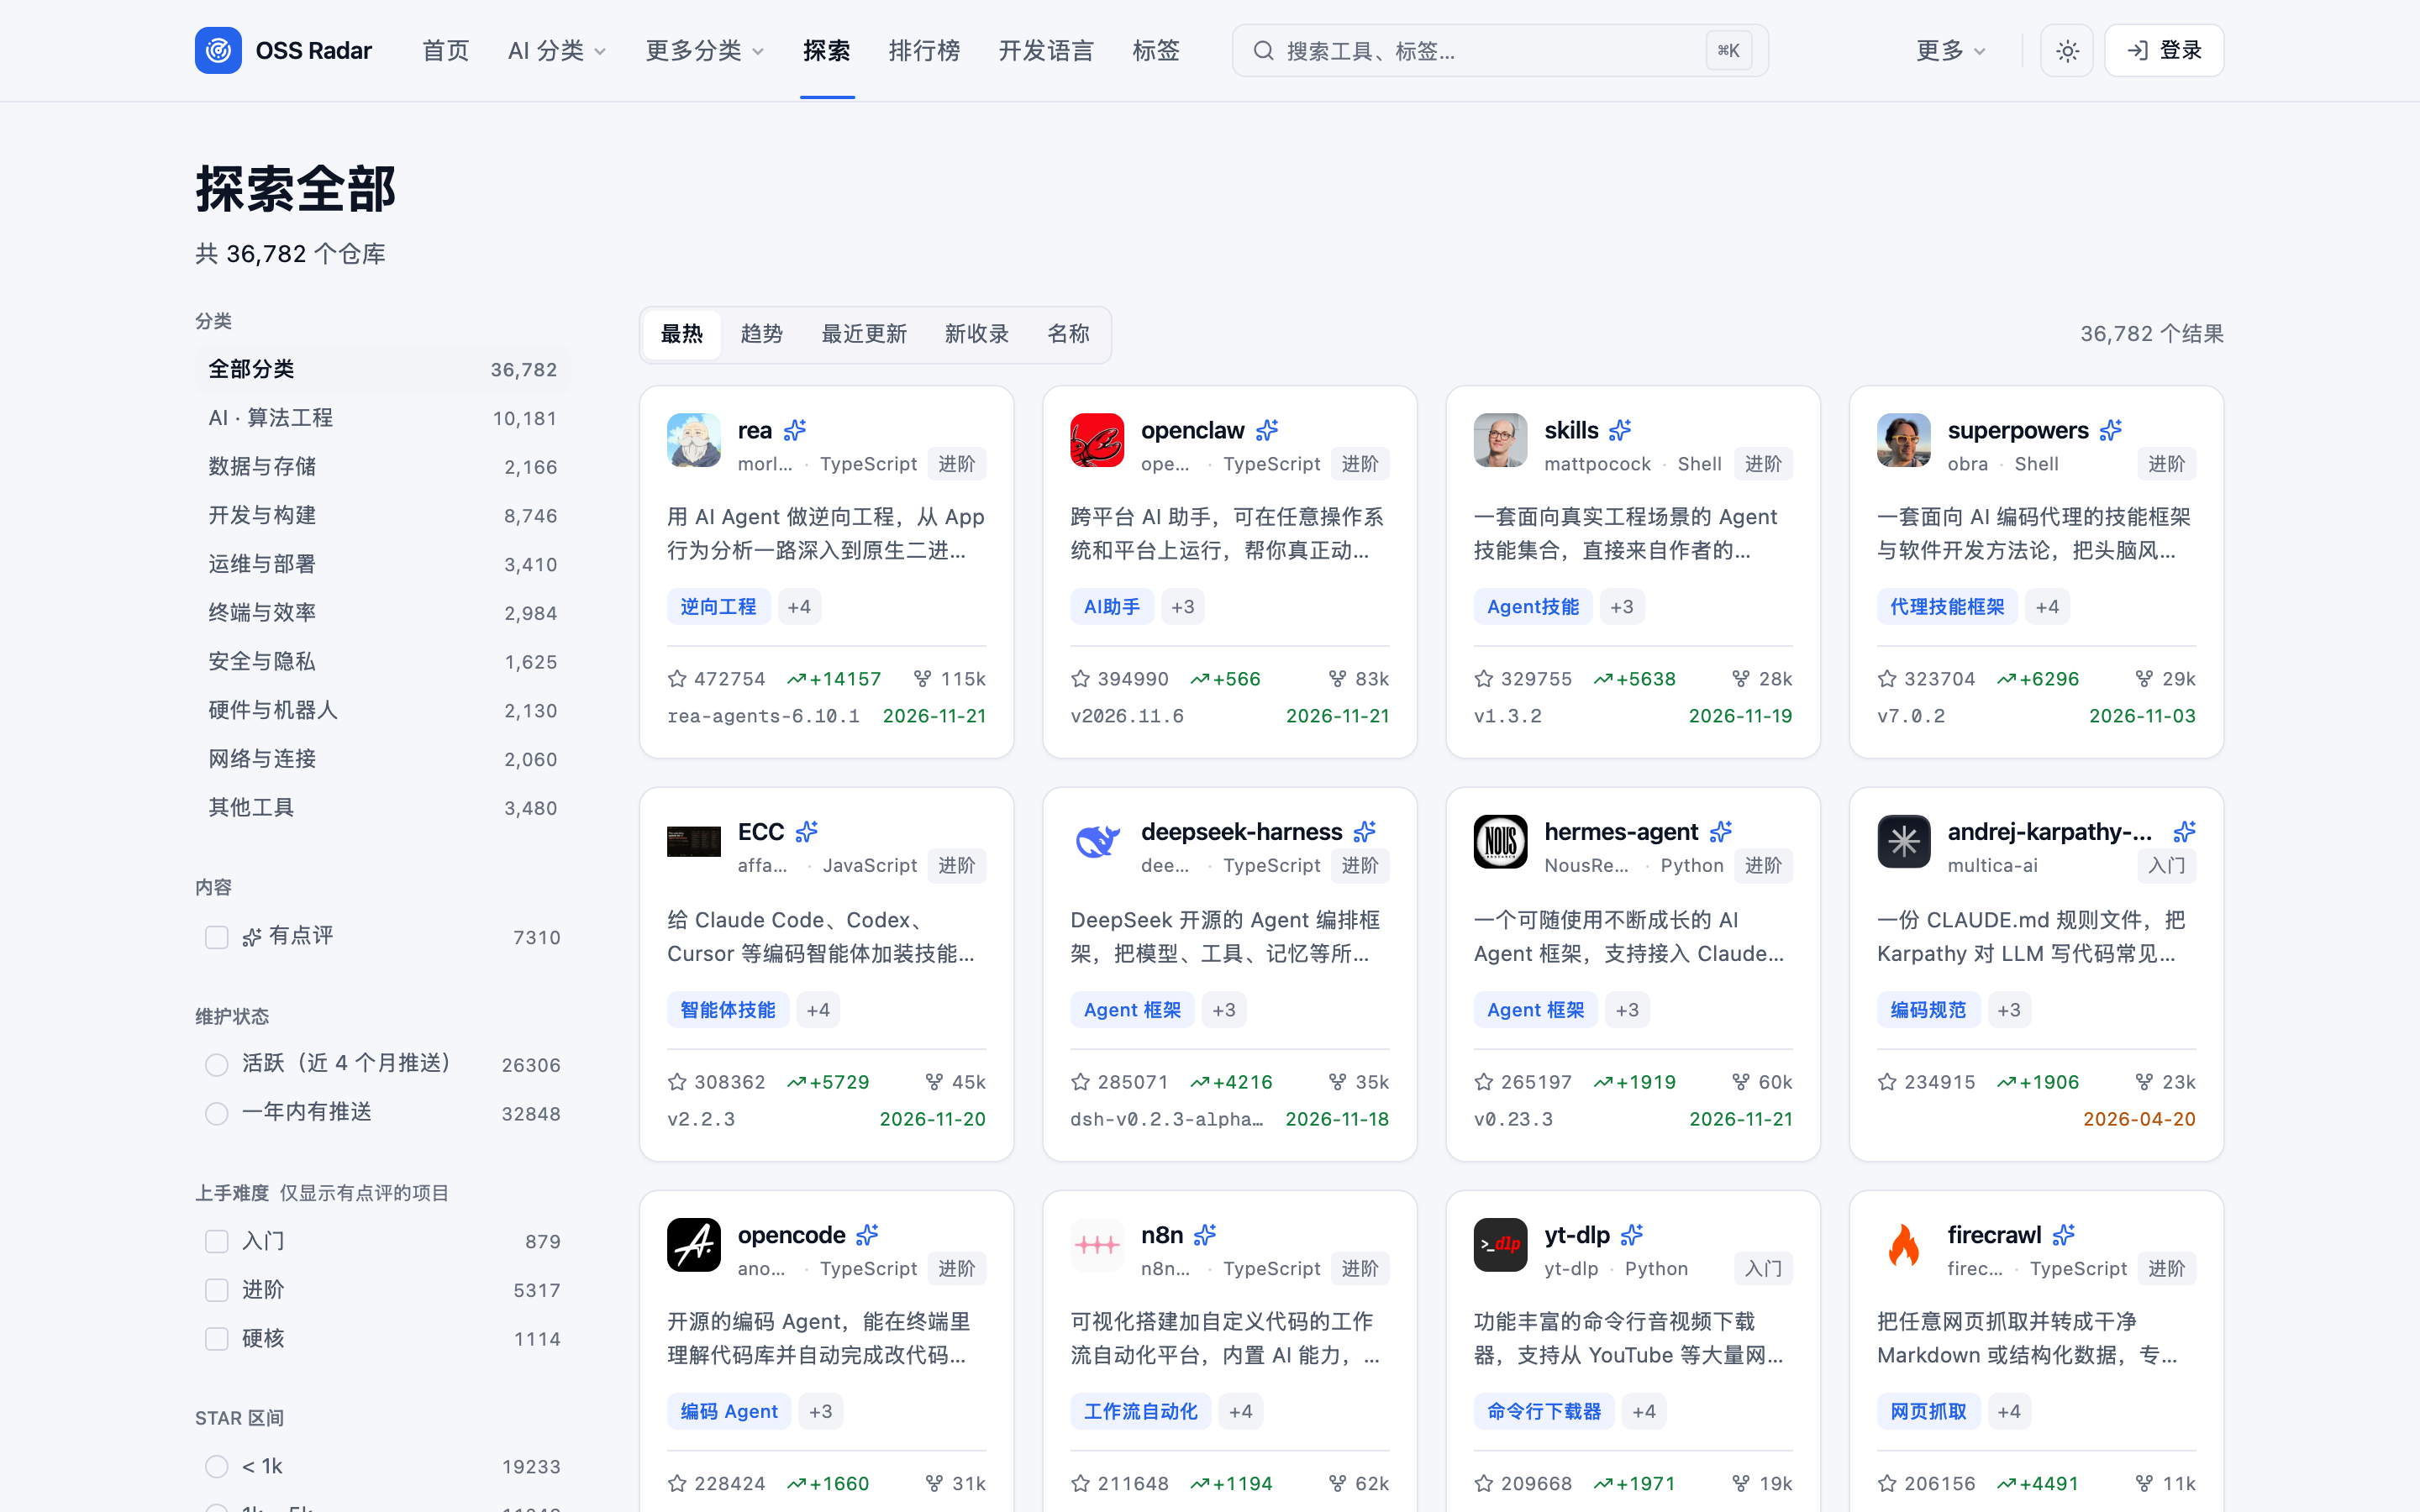 OSS Radar
首页
AI 分类
更多分类
探索
排行榜
开发语言
标签
搜索工具、标签...
⌘K
更多
登录
探索全部
共 36,782 个仓库
分类
全部分类 36,782
AI · 算法工程 10,181
数据与存储 2,166
开发与构建 8,746
运维与部署 3,410
终端与效率 2,984
安全与隐私 1,625
硬件与机器人 2,130
网络与连接 2,060
其他工具 3,480
内容
有点评 7310
维护状态
活跃（近 4 个月推送） 26306
一年内有推送 32848
上手难度 仅显示有点评的项目
入门 879
进阶 5317
硬核 1114
STAR 区间
< 1k 19233
最热 趋势 最近更新 新收录 名称
36,782 个结果
rea
morl... · TypeScript 进阶
用 AI Agent 做逆向工程，从 App
行为分析一路深入到原生二进...
逆向工程 +4
472754 +14157 115k
rea-agents-6.10.1 2026-11-21
openclaw
ope... · TypeScript 进阶
跨平台 AI 助手，可在任意操作系
统和平台上运行，帮你真正动...
AI助手 +3
394990 +566 83k
v2026.11.6 2026-11-21
skills
mattpocock · Shell 进阶
一套面向真实工程场景的 Agent
技能集合，直接来自作者的...
Agent技能 +3
329755 +5638 28k
v1.3.2 2026-11-19
superpowers
obra · Shell 进阶
一套面向 AI 编码代理的技能框架
与软件开发方法论，把头脑风...
代理技能框架 +4
323704 +6296 29k
v7.0.2 2026-11-03
ECC
affa... · JavaScript 进阶
给 Claude Code、Codex、
Cursor 等编码智能体加装技能...
智能体技能 +4
308362 +5729 45k
v2.2.3 2026-11-20
deepseek-harness
dee... · TypeScript 进阶
DeepSeek 开源的 Agent 编排框
架，把模型、工具、记忆等所...
Agent 框架 +3
285071 +4216 35k
dsh-v0.2.3-alpha… 2026-11-18
NOUS
hermes-agent
NousRe... · Python 进阶
一个可随使用不断成长的 AI
Agent 框架，支持接入 Claude...
Agent 框架 +3
265197 +1919 60k
v0.23.3 2026-11-21
andrej-karpathy-...
multica-ai 入门
一份 CLAUDE.md 规则文件，把
Karpathy 对 LLM 写代码常见...
编码规范 +3
234915 +1906 23k
2026-04-20
opencode
ano... · TypeScript 进阶
开源的编码 Agent，能在终端里
理解代码库并自动完成改代码...
编码 Agent +3
228424 +1660 31k
n8n
n8n... · TypeScript 进阶
可视化搭建加自定义代码的工作
流自动化平台，内置 AI 能力，...
工作流自动化 +4
211648 +1194 62k
>_dlp
yt-dlp
yt-dlp · Python 入门
功能丰富的命令行音视频下载
器，支持从 YouTube 等大量网...
命令行下载器 +4
209668 +1971 19k
firecrawl
firec... · TypeScript 进阶
把任意网页抓取并转成干净
Markdown 或结构化数据，专...
网页抓取 +4
206156 +4491 11k